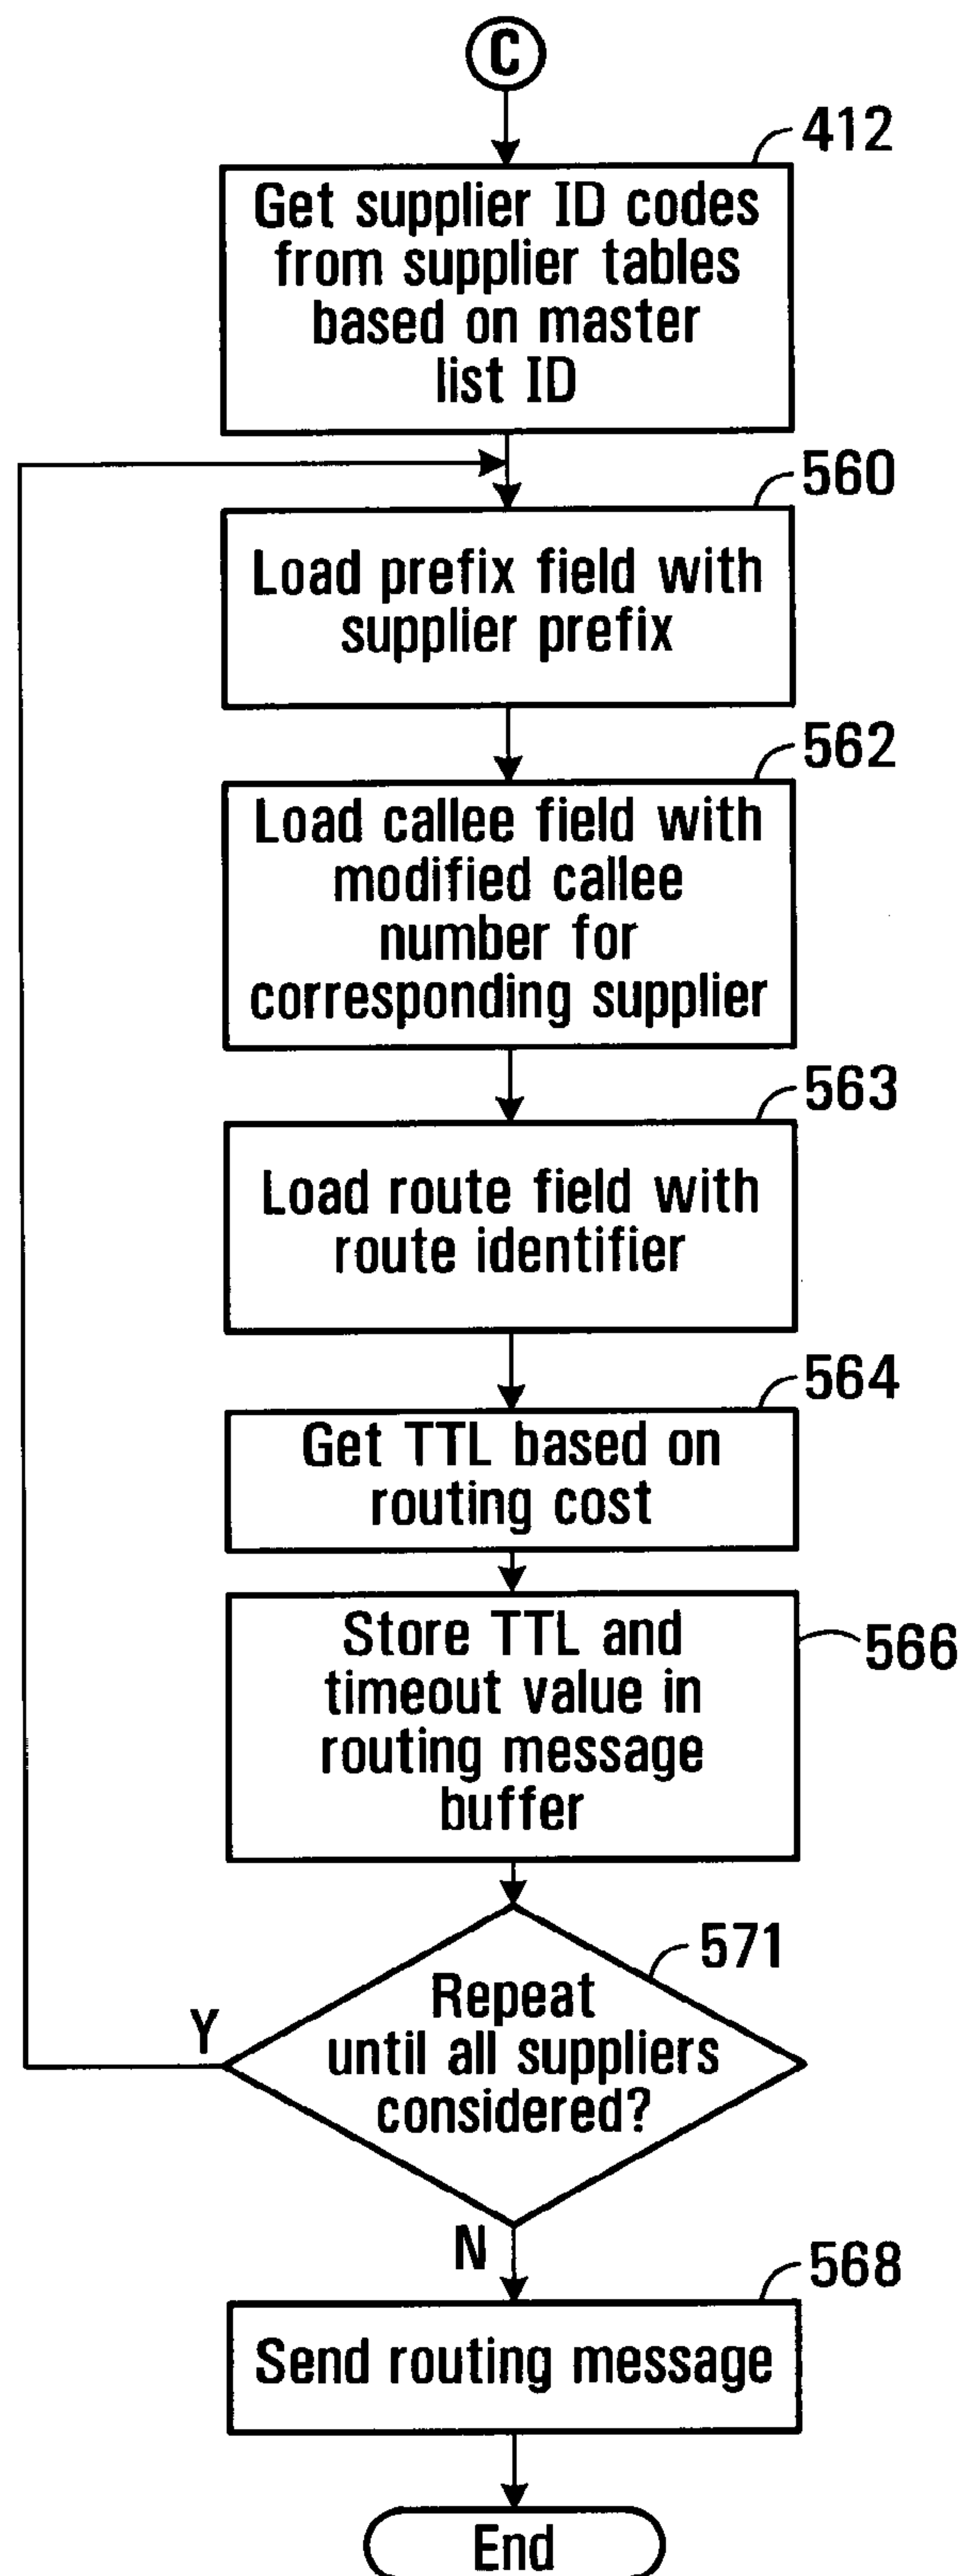 C
412
Get supplier ID codes
from supplier tables
based on master
list ID
560
Load prefix field with
supplier prefix
562
Load callee field with
modified callee
number for
corresponding supplier
563
Load route field with
route identifier
564
Get TTL based on
routing cost
566
Store TTL and
timeout value in
routing message
buffer
571
Repeat
until all suppliers
considered?
Y
N
568
Send routing message
End